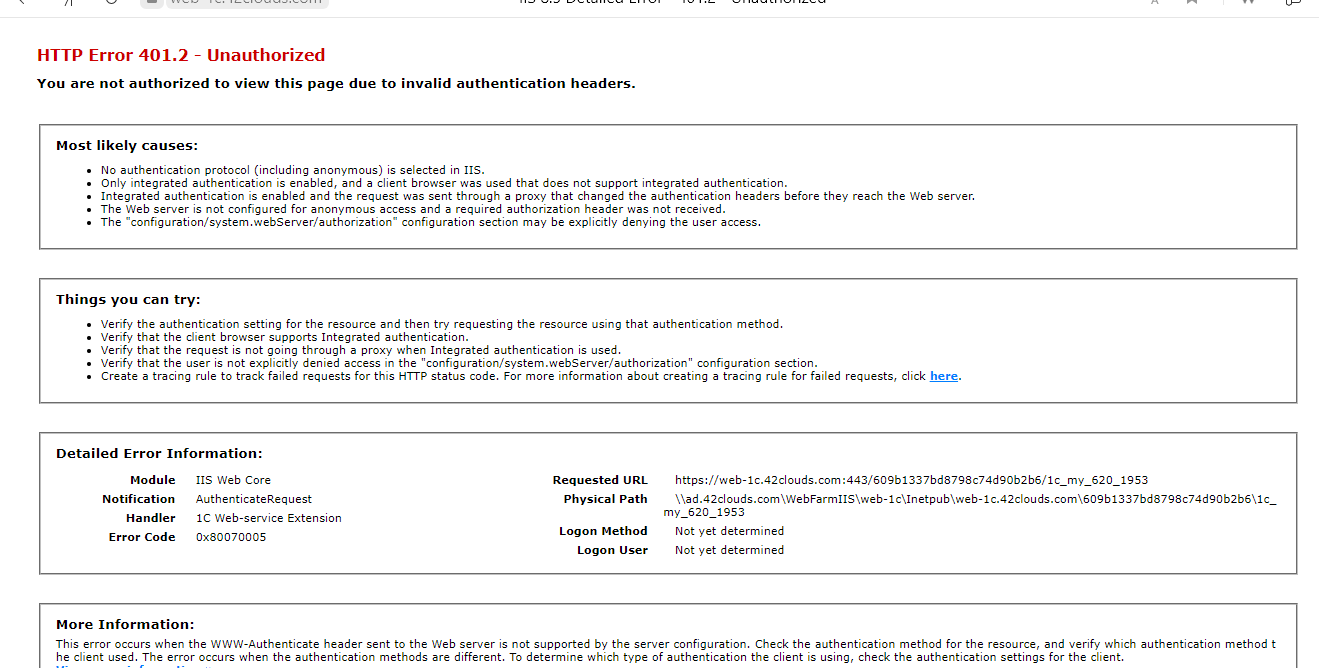 web-1c.42clouds.com
IIS 8.5 Detailed Error - 401.2 - Unauthorized
HTTP Error 401.2 - Unauthorized
You are not authorized to view this page due to invalid authentication headers.
Most likely causes:
No authentication protocol (including anonymous) is selected in IIS.
Only integrated authentication is enabled, and a client browser was used that does not support integrated authentication.
Integrated authentication is enabled and the request was sent through a proxy that changed the authentication headers before they reach the Web server.
The Web server is not configured for anonymous access and a required authorization header was not received.
The "configuration/system.webServer/authorization" configuration section may be explicitly denying the user access.
Things you can try:
Verify the authentication setting for the resource and then try requesting the resource using that authentication method.
Verify that the client browser supports Integrated authentication.
Verify that the request is not going through a proxy when Integrated authentication is used.
Verify that the user is not explicitly denied access in the "configuration/system.webServer/authorization" configuration section.
Create a tracing rule to track failed requests for this HTTP status code. For more information about creating a tracing rule for failed requests, click here.
Detailed Error Information:
Module IIS Web Core
Notification AuthenticateRequest
Handler 1C Web-service Extension
Error Code 0x80070005
Requested URL https://web-1c.42clouds.com:443/609b1337bd8798c74d90b2b6/1c_my_620_1953
Physical Path \\ad.42clouds.com\WebFarmIIS\web-1c\Inetpub\web-1c.42clouds.com\609b1337bd8798c74d90b2b6\1c_
my_620_1953
Logon Method Not yet determined
Logon User Not yet determined
More Information:
This error occurs when the WWW-Authenticate header sent to the Web server is not supported by the server configuration. Check the authentication method for the resource, and verify which authentication method t
he client used. The error occurs when the authentication methods are different. To determine which type of authentication the client is using, check the authentication settings for the client.